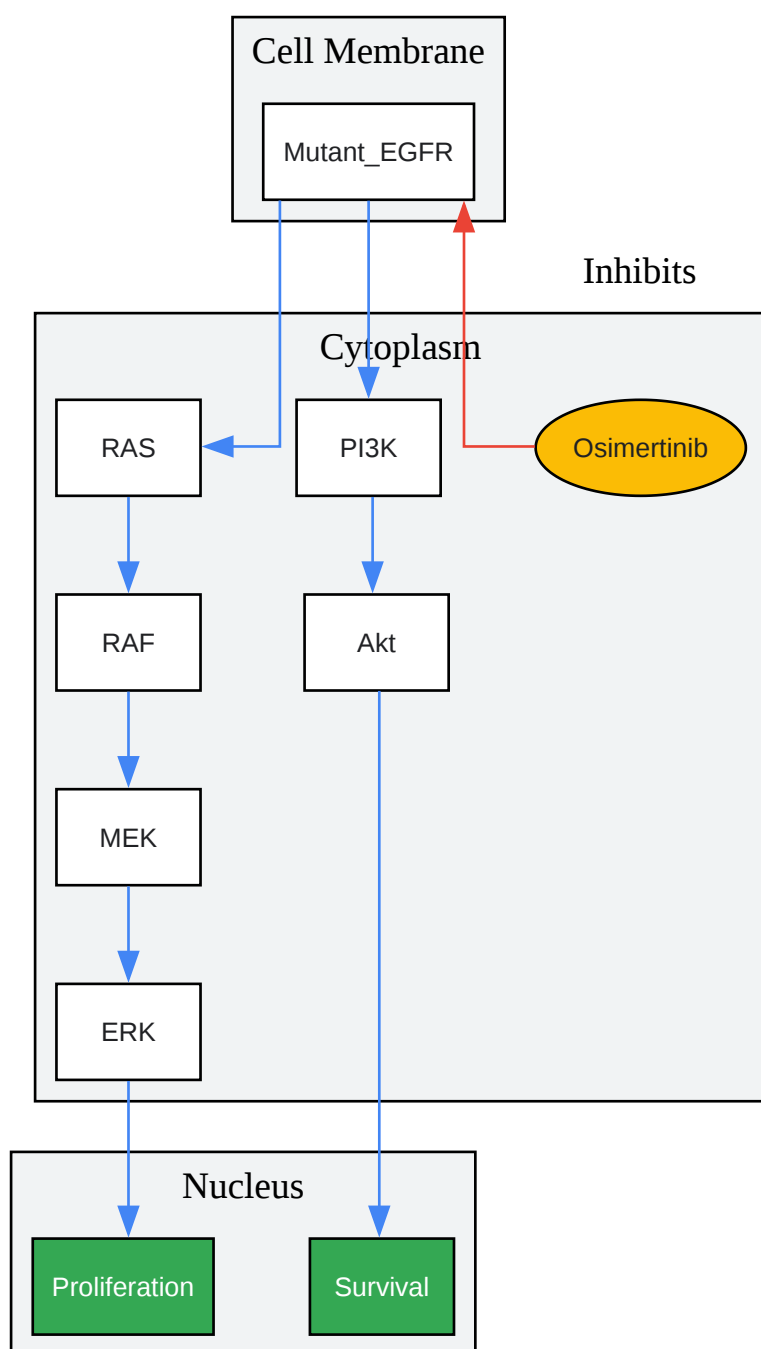 Cell Membrane
Mutant_EGFR
Inhibits
Cytoplasm
RAS
PI3K
Osimertinib
RAF
Akt
MEK
ERK
Nucleus
Proliferation
Survival